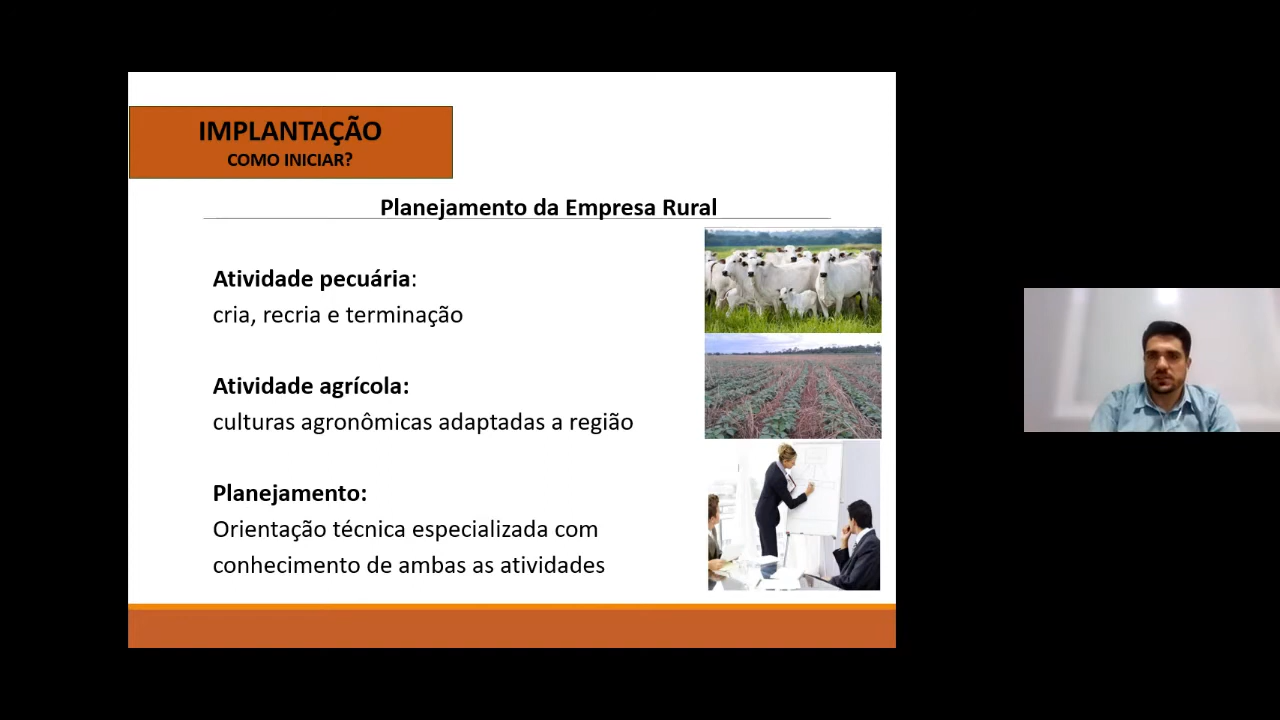 IMPLANTAÇÃO
COMO INICIAR?
Planejamento da Empresa Rural
Atividade pecuária:
cria, recria e terminação
Atividade agrícola:
culturas agronômicas adaptadas a região
Planejamento:
Orientação técnica especializada com
conhecimento de ambas as atividades